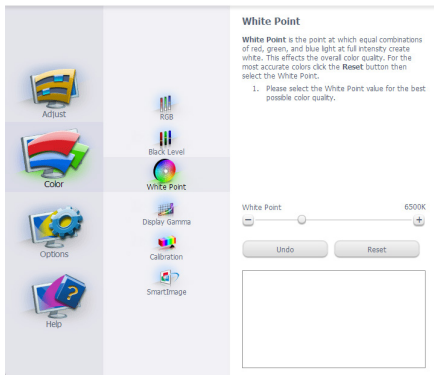 White Point
White Point is the point at which equal combinations
of red, green, and blue light at full intensity create
white. This effects the overall color quality. For the
most accurate colors click the Reset button then
select the White Point.
1. Please select the White Point value for the best
possible color quality.
Adjust
Color
Options
Help
RGB
Black Level
White Point
Display Gamma
Calibration
SmartImage
White Point 6500K
Undo Reset